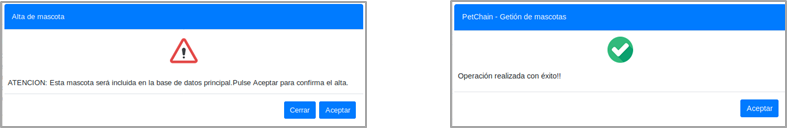 Alta de mascota
ATENCION: Esta mascota será incluida en la base de datos principal.Pulse Aceptar para confirma el alta.
Cerrar
Aceptar
PetChain - Getión de mascotas
Operación realizada con éxito!!
Aceptar